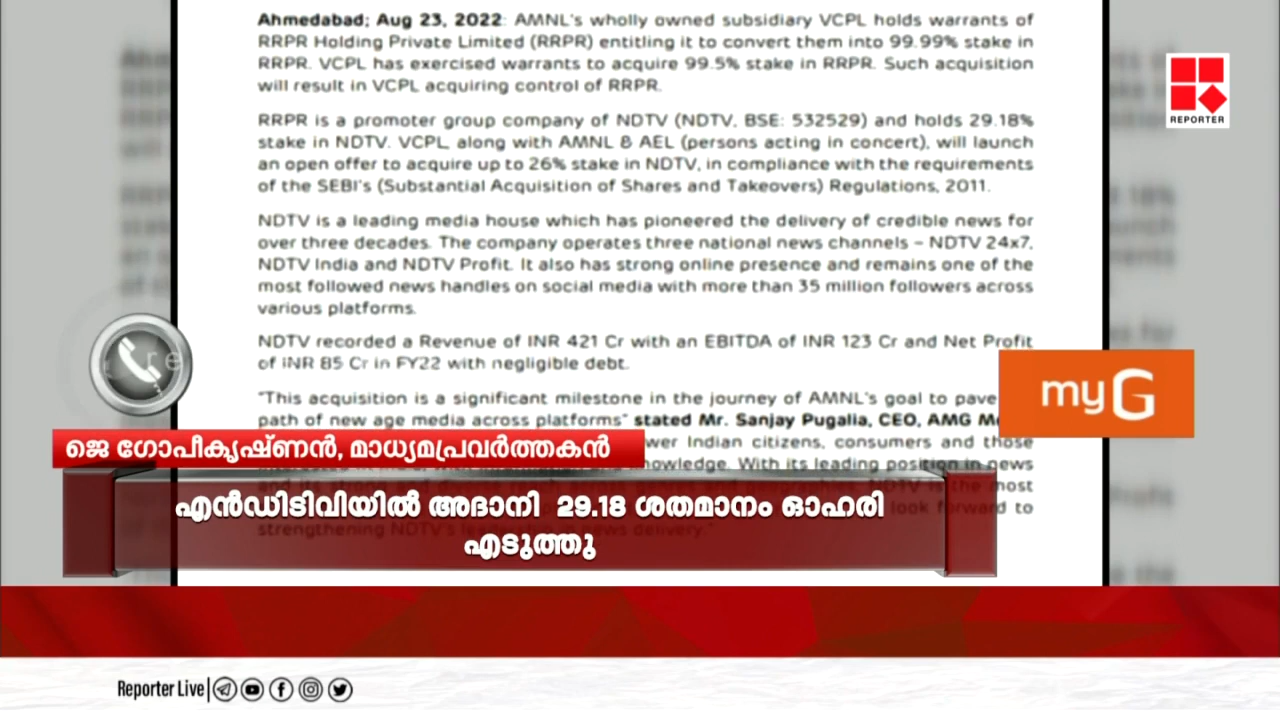 Ahmedabad; Aug 23, 2022: AMNL's wholly owned subsidiary VCPL holds warrants of
RRPR Holding Private Limited (RRPR) entitling it to convert them into 99.99% stake in
RRPR. VCPL has exercised warrants to acquire 99.5% stake in RRPR. Such acquisition
will result in VCPL acquiring control of RRPR.
RRPR is a promoter group company of NDTV (NDTV, BSE: 532529) and holds 29.18%
stake in NDTV. VCPL, along with AMNL & AEL (persons acting in concert), will launch
an open offer to acquire up to 26% stake in NDTV, in compliance with the requirements
of the SEBI's (Substantial Acquisition of Shares and Takeovers) Regulations, 2011.
NDTV is a leading media house which has pioneered the delivery of credible news for
over three decades. The company operates three national news channels – NDTV 24x7,
NDTV India and NDTV Profit. It also has strong online presence and remains one of the
most followed news handles on social media with more than 35 million followers across
various platforms.
NDTV recorded a Revenue of INR 421 Cr with an EBITDA of INR 123 Cr and Net Profit
of INR 85 Cr in FY22 with negligible debt.
"This acquisition is a significant milestone in the journey of AMNL's goal to pave
path of new age media across platforms" stated Mr. Sanjay Pugalia, CEO, AMG
Indian citizens, consumers and those
knowledge. With its leading position in news
the most
look forward to
strengthening NDTV's leadership in news delivery."
REPORTER
myG
ജെ ഗോപീകൃഷ്ണൻ, മാധ്യമപ്രവർത്തകൻ
എൻഡിടിവിയിൽ അദാനി 29.18 ശതമാനം ഓഹരി
എടുത്തു
Reporter Live